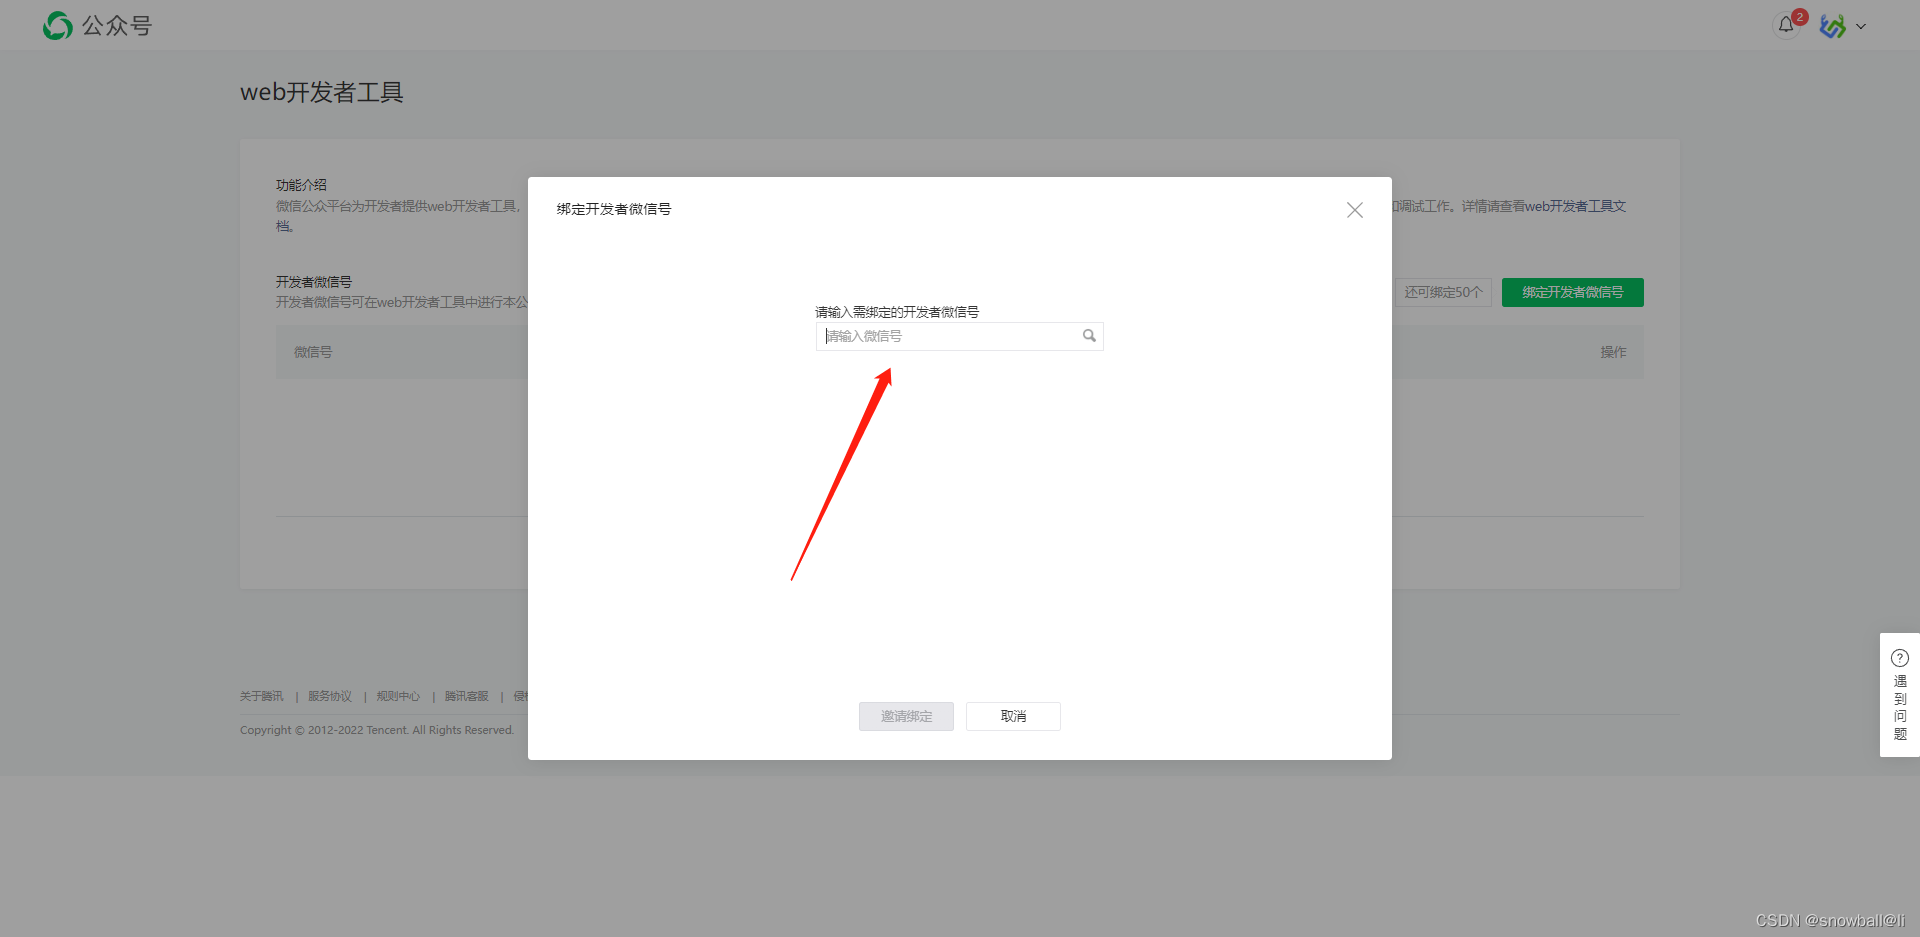 公众号
2
web开发者工具
功能介绍
微信公众平台为开发者提供web开发者工具，
调试工作。详情请查看web开发者工具文
档。
绑定开发者微信号
开发者微信号
开发者微信号可在web开发者工具中进行本公
还可绑定50个
绑定开发者微信号
微信号
操作
请输入需绑定的开发者微信号
请输入微信号
邀请绑定
取消
关于腾讯 | 服务协议 | 规则中心 | 腾讯客服 | 侵
Copyright © 2012-2022 Tencent. All Rights Reserved.
?
遇
到
问
题
CSDN @snowball@li